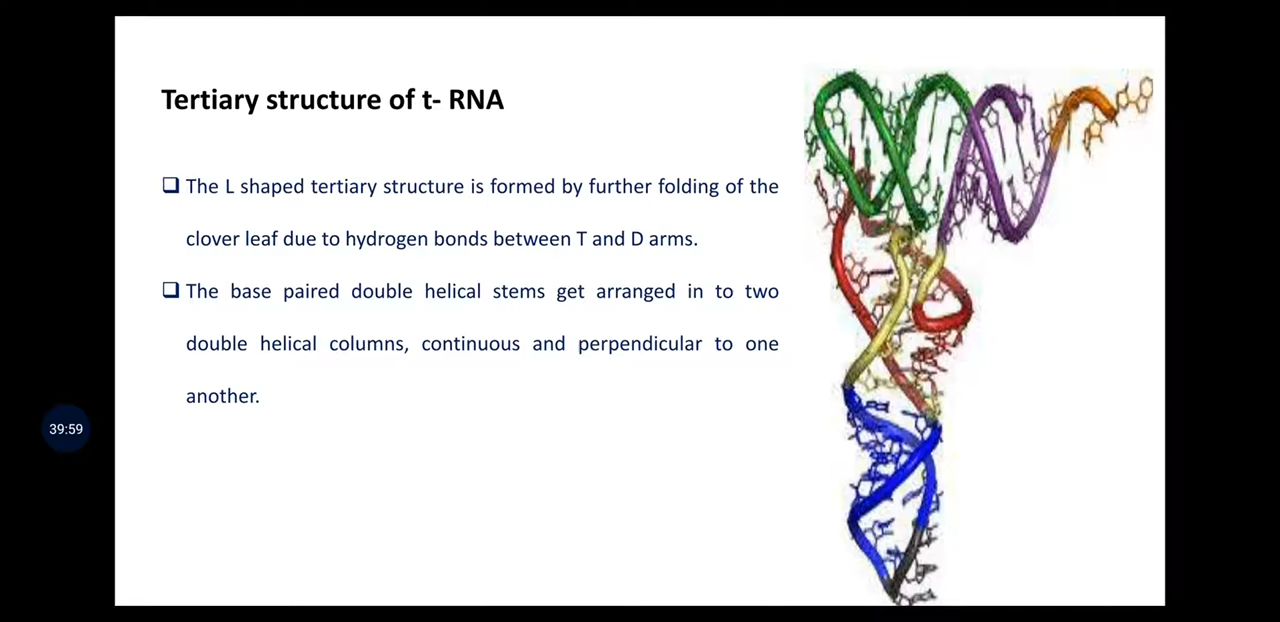 Tertiary structure of t- RNA
❑ The L shaped tertiary structure is formed by further folding of the
clover leaf due to hydrogen bonds between T and D arms.
❑ The base paired double helical stems get arranged in to two
double helical columns, continuous and perpendicular to one
another.
39:59